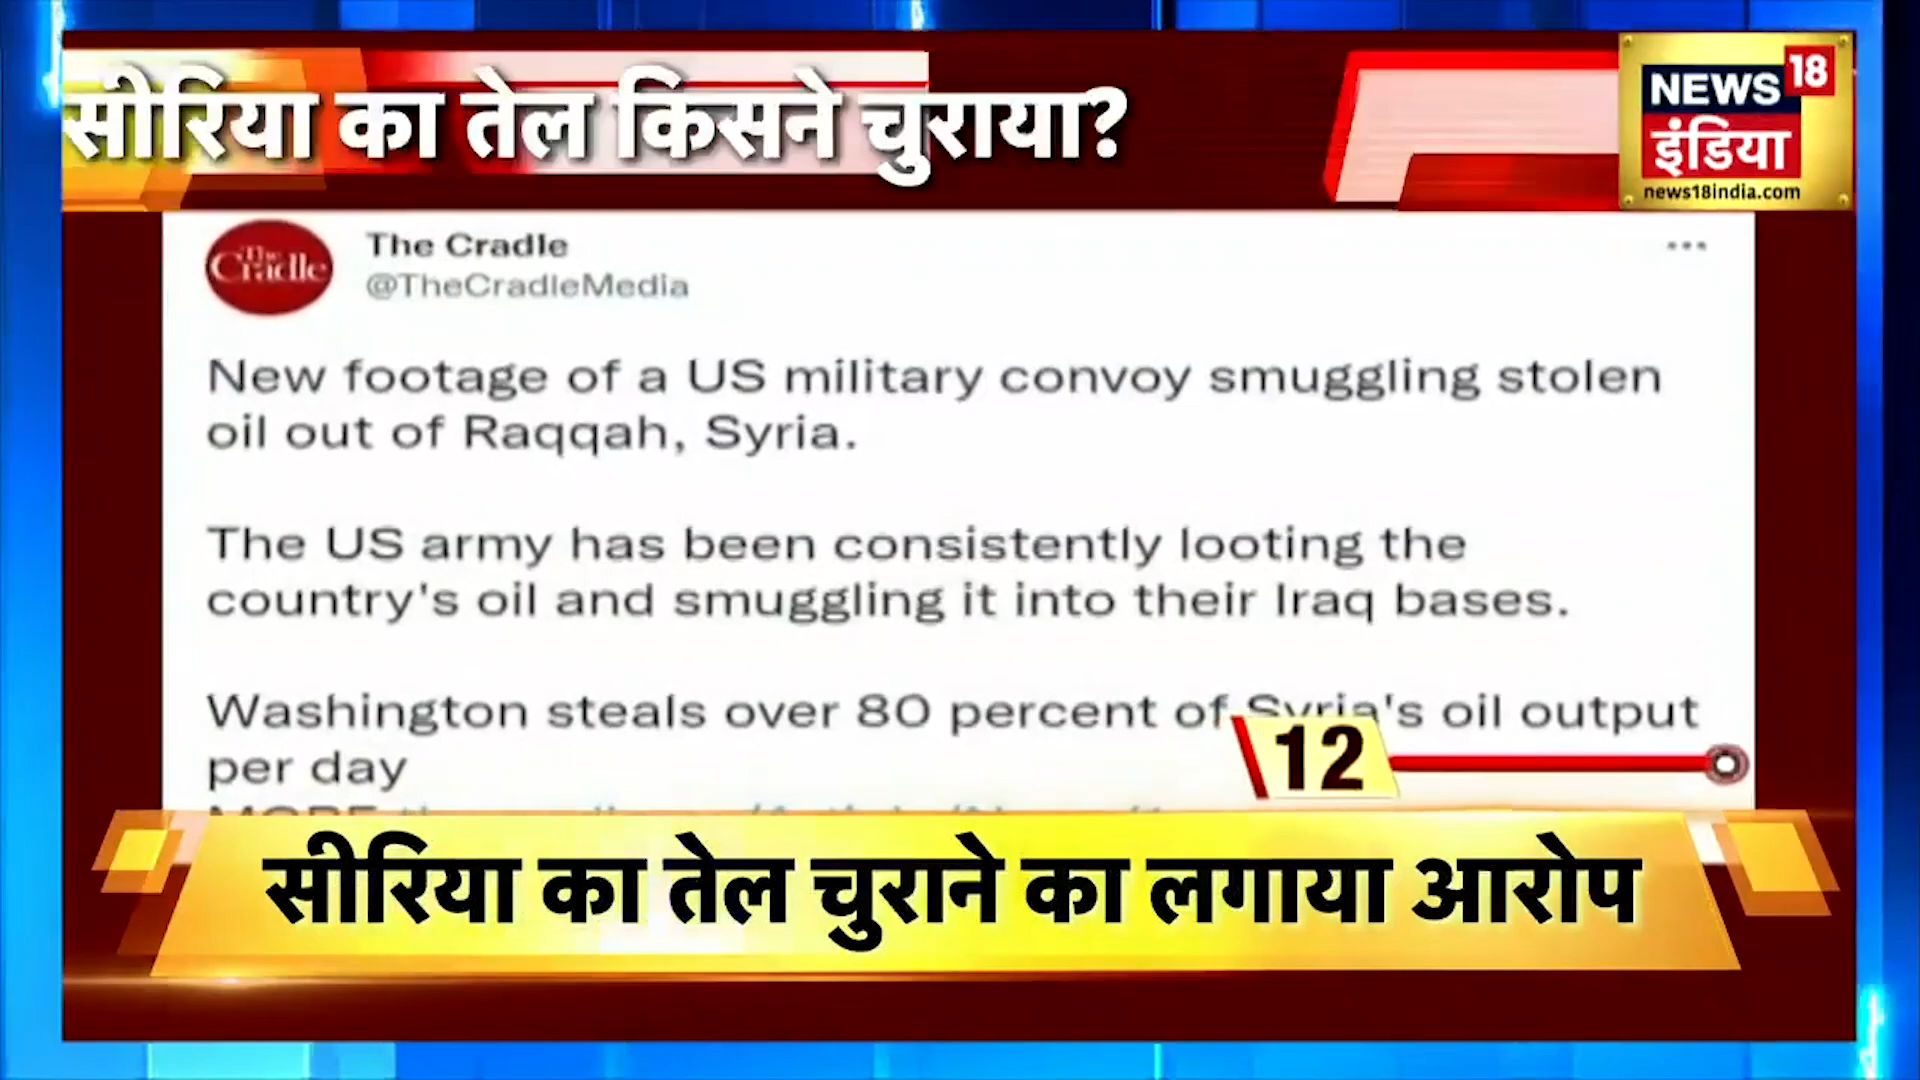 सीरिया का तेल किसने चुराया?
NEWS 18
इंडिया
news18india.com
The Cradle
The Cradle
@TheCradleMedia
New footage of a US military convoy smuggling stolen
oil out of Raqqah, Syria.
The US army has been consistently looting the
country's oil and smuggling it into their Iraq bases.
Washington steals over 80 percent of Syria's oil output
per day
12
सीरिया का तेल चुराने का लगाया आरोप